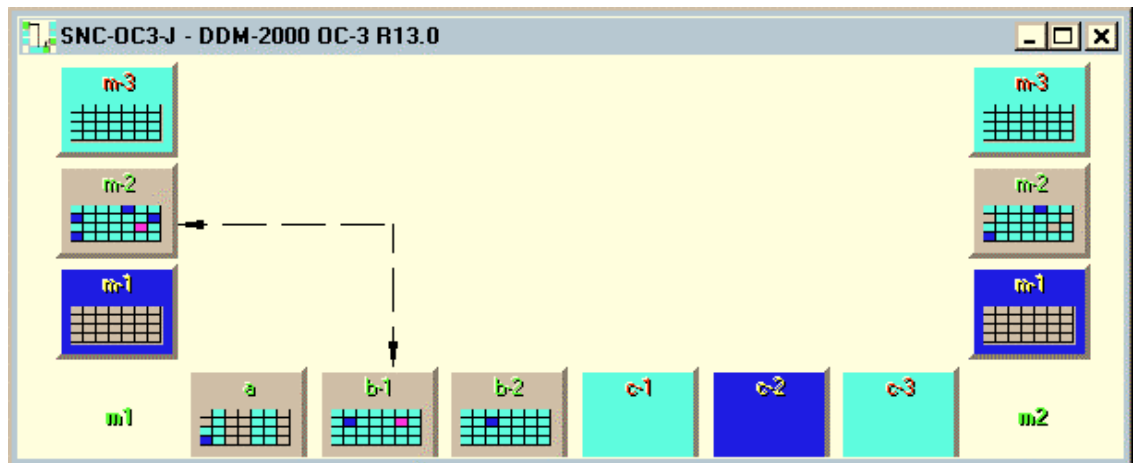 SNC-OC3-J - DDM-2000 OC-3 R13.0
m-3 m-3
m-2 m-2
m-1 m-1
m1 a b-1 b-2 c-1 c-2 c-3 m2